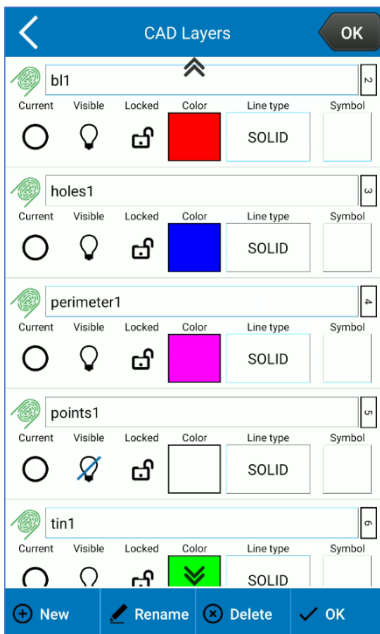 CAD Layers OK
bl1 2
Current Visible Locked Color Line type Symbol
SOLID
holes1 3
Current Visible Locked Color Line type Symbol
SOLID
perimeter1 4
Current Visible Locked Color Line type Symbol
SOLID
points1 5
Current Visible Locked Color Line type Symbol
SOLID
tin1 6
Current Visible Locked Color Line type Symbol
SOLID
New Rename Delete OK